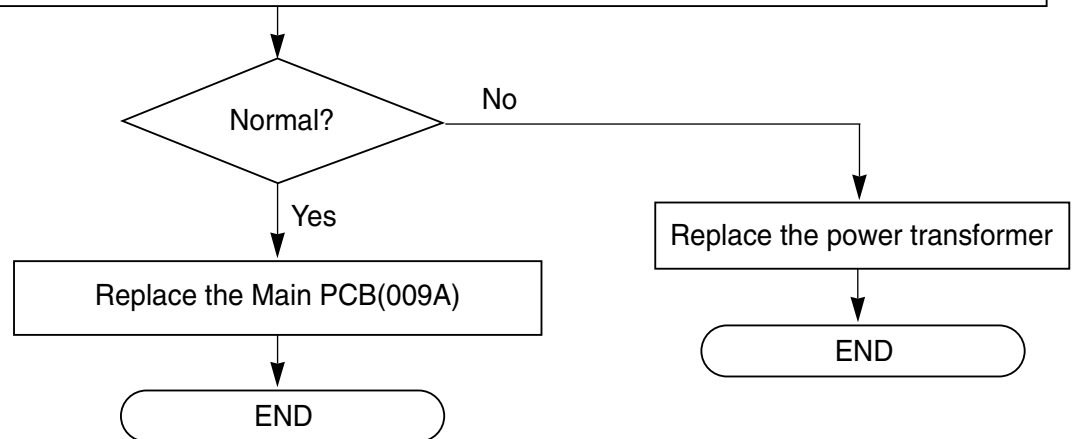 Normal?
No
Yes
Replace the power transformer
Replace the Main PCB(009A)
END
END